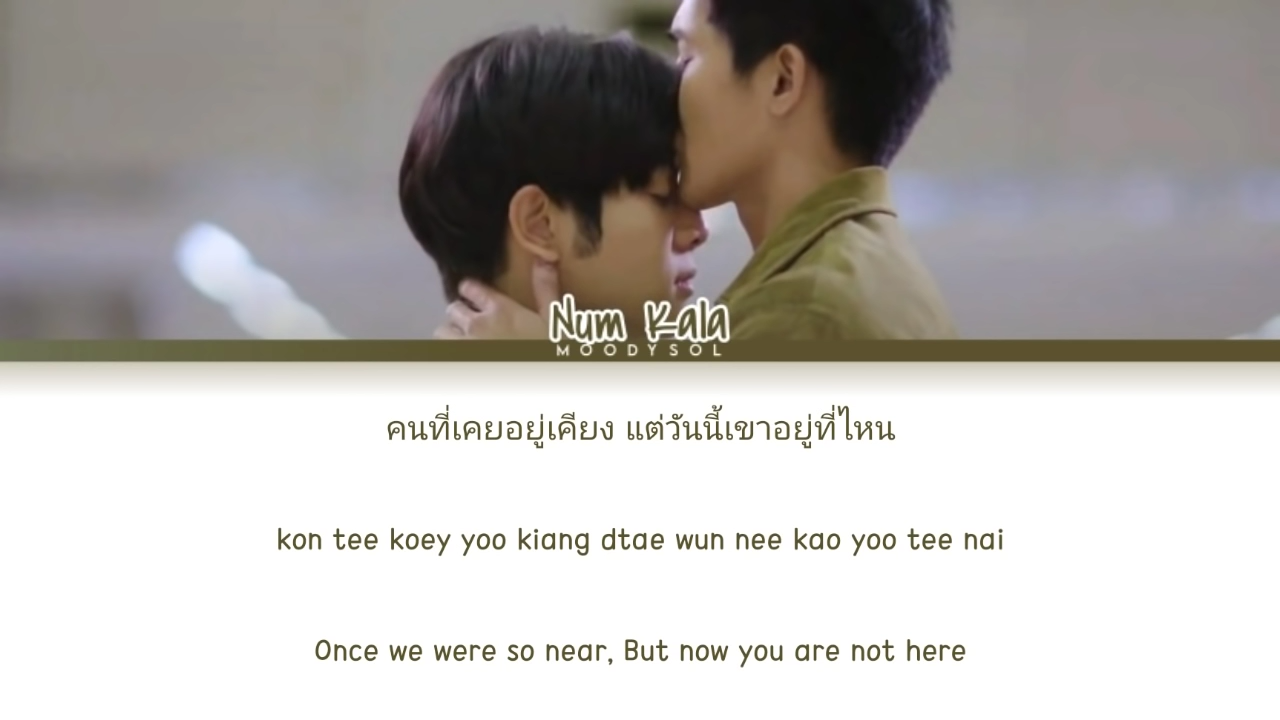 Num Kala
MOODYSOL
คนที่เคยอยู่เคียง แต่วันนี้เขาอยู่ที่ไหน
kon tee koey yoo kiang dtae wun nee kao yoo tee nai
Once we were so near, But now you are not here